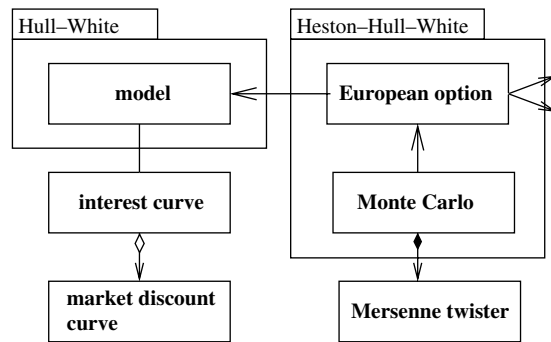 Hull–White
Heston–Hull–White
model
European option
interest curve
Monte Carlo
market discount
curve
Mersenne twister